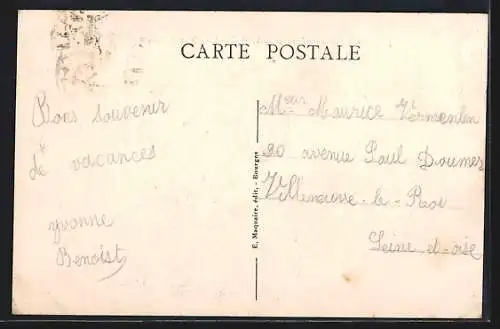 CARTE POSTALE
Bons souvenir
de vacances
yvonne
Benoist
E. Maquaire, édit. - Bourges
Mr Maurice Vermenlen
20 avenue Paul Doumer
Villeneuve-le-Roi
Seine-et-oise